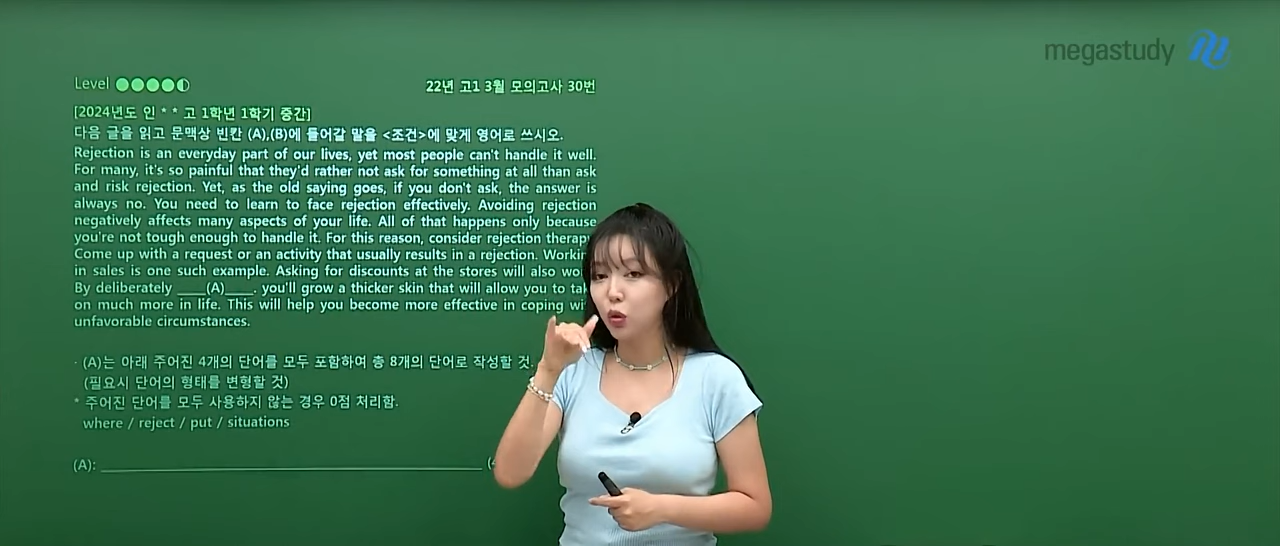 megastudy
Level
22년 고1 3월 모의고사 30번
[2024년도 인 * * 고 1학년 1학기 중간]
다음 글을 읽고 문맥상 빈칸 (A),(B)에 들어갈 말을 <조건>에 맞게 영어로 쓰시오.
Rejection is an everyday part of our lives, yet most people can't handle it well.
For many, it's so painful that they'd rather not ask for something at all than ask
and risk rejection. Yet, as the old saying goes, if you don't ask, the answer is
always no. You need to learn to face rejection effectively. Avoiding rejection
negatively affects many aspects of your life. All of that happens only because
you're not tough enough to handle it. For this reason, consider rejection
Come up with a request or an activity that usually results in a rejection.
in sales is one such example. Asking for discounts at the stores will also
By deliberately ____(A)____, you'll grow a thicker skin that will allow you to
on much more in life. This will help you become more effective in coping
unfavorable circumstances.
· (A)는 아래 주어진 4개의 단어를 모두 포함하여 총 8개의 단어로 작성할 것.
(필요시 단어의 형태를 변형할 것)
* 주어진 단어를 모두 사용하지 않는 경우 0점 처리함.
where / reject / put / situations
(A): ____________________